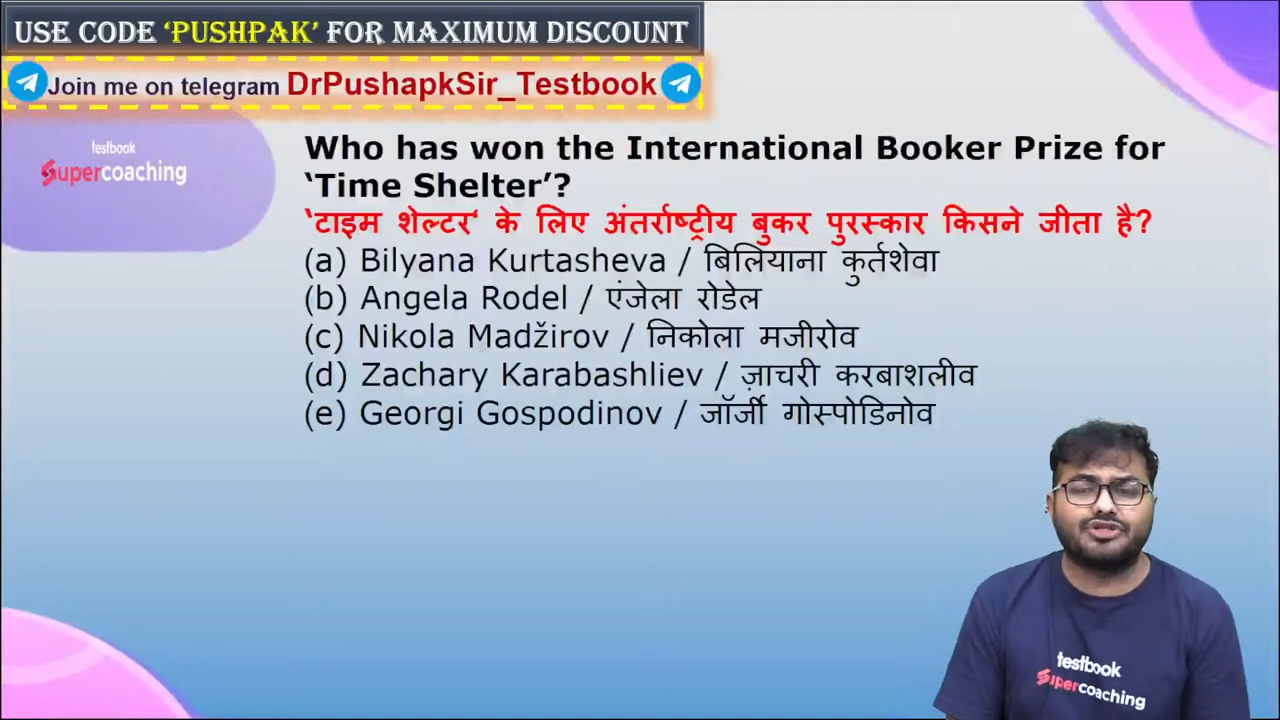 USE CODE ‘PUSHPAK’ FOR MAXIMUM DISCOUNT
Join me on telegram DrPushapkSir_Testbook
testbook
Supercoaching
Who has won the International Booker Prize for
‘Time Shelter’?
‘टाइम शेल्टर‘ के लिए अंतर्राष्ट्रीय बुकर पुरस्कार किसने जीता है?
(a) Bilyana Kurtasheva / बिलियाना कुर्तशेवा
(b) Angela Rodel / एंजेला रोडेल
(c) Nikola Madžirov / निकोला मजीरोव
(d) Zachary Karabashliev / ज़ाचरी करबाशलीव
(e) Georgi Gospodinov / जॉर्जी गोस्पोडिनोव
testbook
Supercoaching